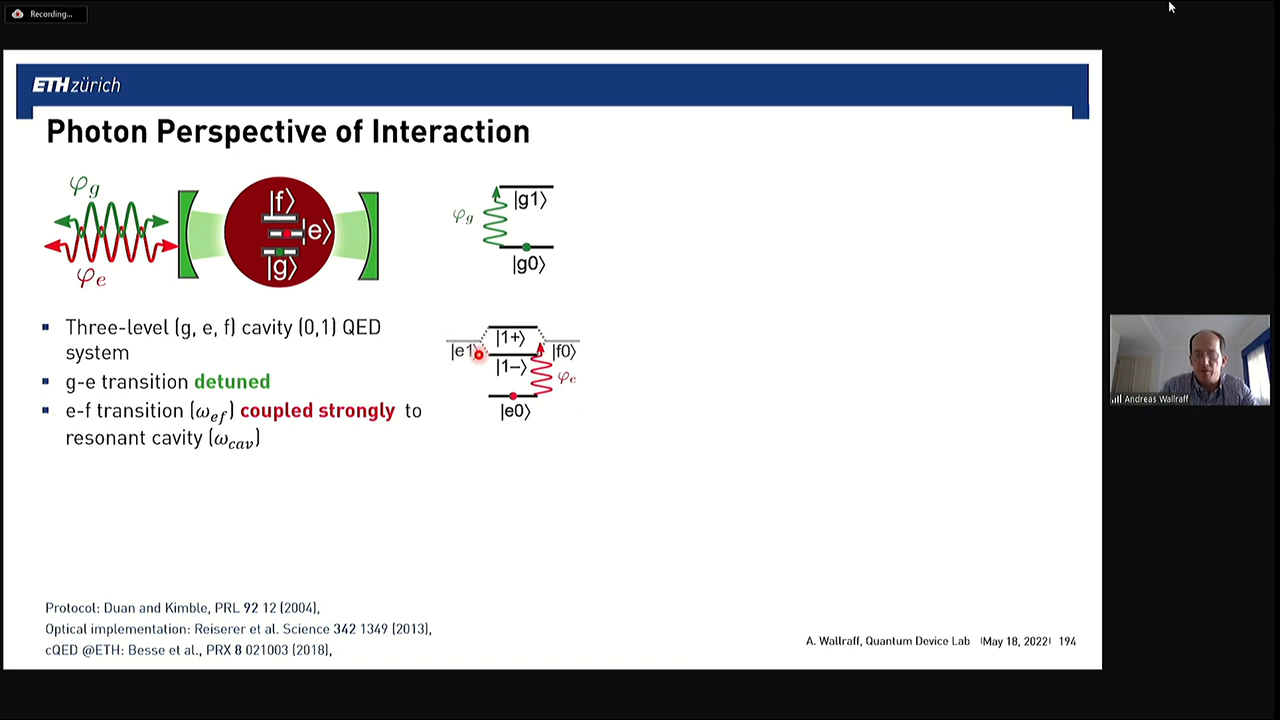 Recording...
ETH zürich
Photon Perspective of Interaction
φg
|f⟩
|e⟩
|g⟩
φe
|g1⟩
φg
|g0⟩
▪ Three-level (g, e, f) cavity (0,1) QED
system
▪ g-e transition detuned
▪ e-f transition (ωef) coupled strongly to
resonant cavity (ωcav)
|1+⟩
|e1⟩
|f0⟩
|1−⟩
φe
|e0⟩
Andreas Wallraff
Protocol: Duan and Kimble, PRL 92 12 (2004),
Optical implementation: Reiserer et al. Science 342 1349 (2013),
cQED @ETH: Besse et al., PRX 8 021003 (2018),
A. Wallraff, Quantum Device Lab |May 18, 2022| 194